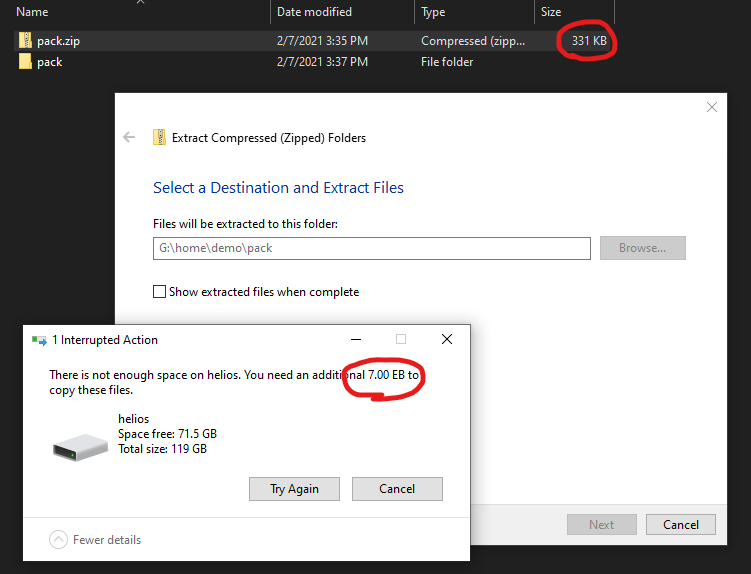 Name Date modified Type Size
pack.zip 2/7/2021 3:35 PM Compressed (zipp... 331 KB
pack 2/7/2021 3:37 PM File folder
Extract Compressed (Zipped) Folders
Select a Destination and Extract Files
Files will be extracted to this folder:
G:\home\demo\pack Browse...
Show extracted files when complete
1 Interrupted Action
There is not enough space on helios. You need an additional 7.00 EB to
copy these files.
helios
Space free: 71.5 GB
Total size: 119 GB
Try Again Cancel
Fewer details
Next Cancel